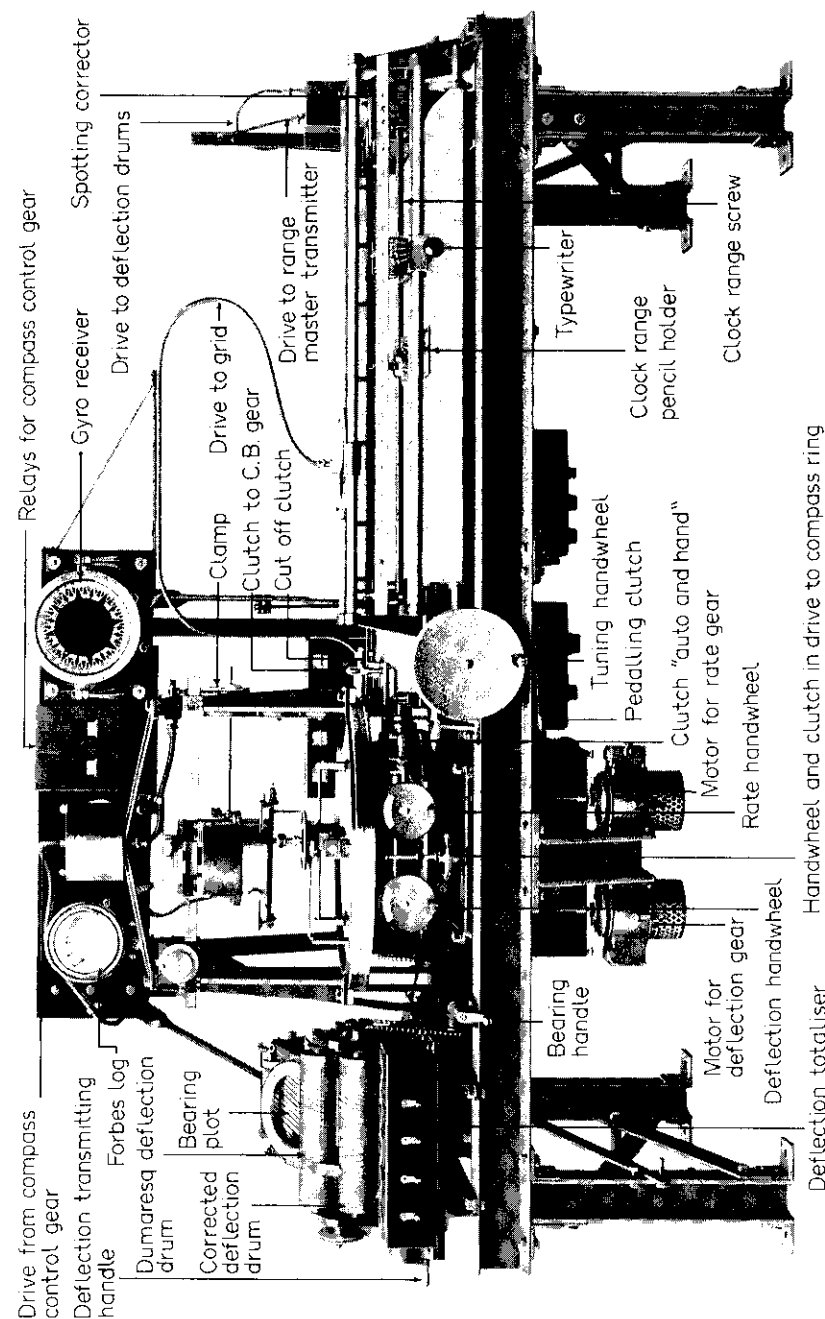 Drive from compass
control gear
Deflection transmitting
handle
Forbes log
Dumaresq deflection
drum
Bearing
plot
Corrected
deflection
drum
Relays for compass control gear
Gyro receiver
Clamp
Drive to grid
Clutch to C.B. gear
Cut off clutch
Spotting corrector
Drive to deflection drums
Drive to range
master transmitter
Bearing
handle
Motor for
deflection gear
Deflection handwheel
Deflection totaliser
Tuning handwheel
Pedalling clutch
Clutch "auto and hand"
Motor for rate gear
Rate handwheel
Handwheel and clutch in drive to compass ring
Typewriter
Clock range
pencil holder
Clock range screw